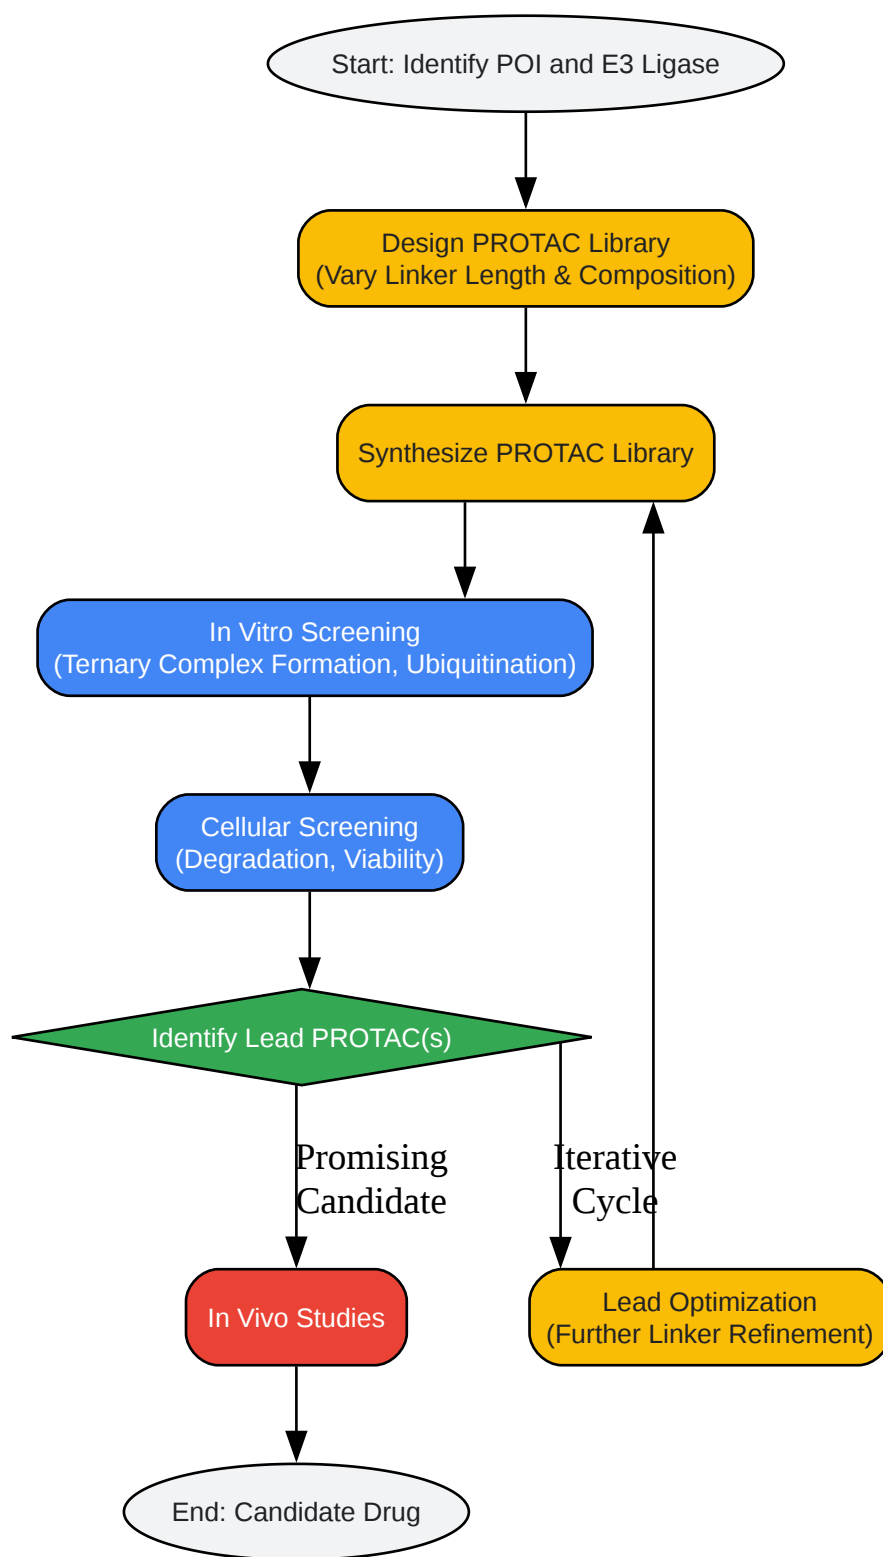 Start: Identify POI and E3 Ligase
Design PROTAC Library
(Vary Linker Length & Composition)
Synthesize PROTAC Library
In Vitro Screening
(Ternary Complex Formation, Ubiquitination)
Cellular Screening
(Degradation, Viability)
Identify Lead PROTAC(s)
Promising
Candidate
Iterative
Cycle
In Vivo Studies
Lead Optimization
(Further Linker Refinement)
End: Candidate Drug